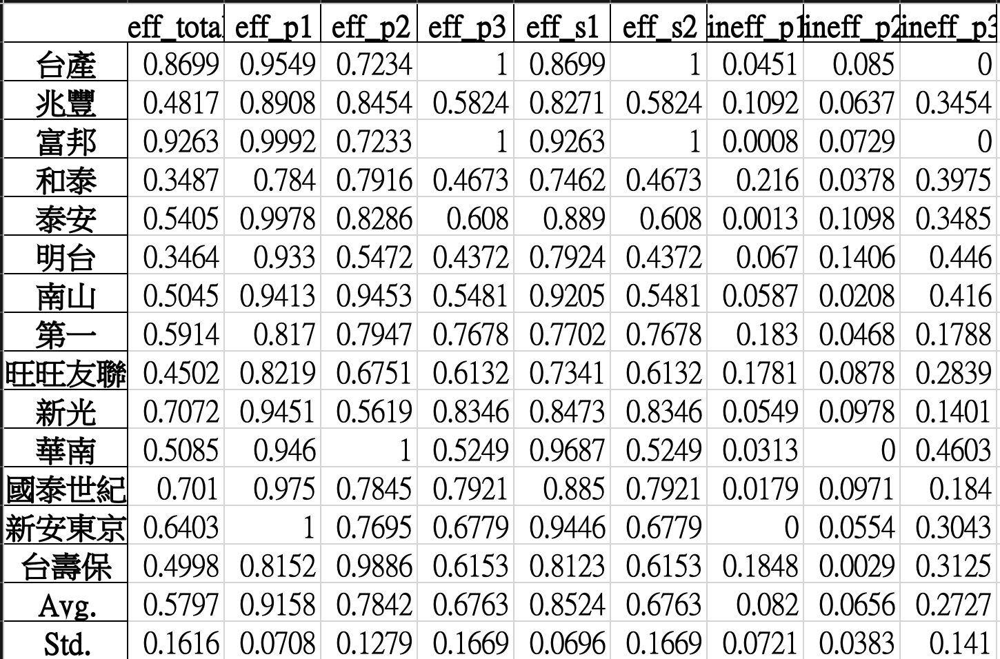 eff_total eff_p1 eff_p2 eff_p3 eff_s1 eff_s2 ineff_p1 ineff_p2 ineff_p3
台產 0.8699 0.9549 0.7234 1 0.8699 1 0.0451 0.085 0
兆豐 0.4817 0.8908 0.8454 0.5824 0.8271 0.5824 0.1092 0.0637 0.3454
富邦 0.9263 0.9992 0.7233 1 0.9263 1 0.0008 0.0729 0
和泰 0.3487 0.784 0.7916 0.4673 0.7462 0.4673 0.216 0.0378 0.3975
泰安 0.5405 0.9978 0.8286 0.608 0.889 0.608 0.0013 0.1098 0.3485
明台 0.3464 0.933 0.5472 0.4372 0.7924 0.4372 0.067 0.1406 0.446
南山 0.5045 0.9413 0.9453 0.5481 0.9205 0.5481 0.0587 0.0208 0.416
第一 0.5914 0.817 0.7947 0.7678 0.7702 0.7678 0.183 0.0468 0.1788
旺旺友聯 0.4502 0.8219 0.6751 0.6132 0.7341 0.6132 0.1781 0.0878 0.2839
新光 0.7072 0.9451 0.5619 0.8346 0.8473 0.8346 0.0549 0.0978 0.1401
華南 0.5085 0.946 1 0.5249 0.9687 0.5249 0.0313 0 0.4603
國泰世紀 0.701 0.975 0.7845 0.7921 0.885 0.7921 0.0179 0.0971 0.184
新安東京 0.6403 1 0.7695 0.6779 0.9446 0.6779 0 0.0554 0.3043
台壽保 0.4998 0.8152 0.9886 0.6153 0.8123 0.6153 0.1848 0.0029 0.3125
Avg. 0.5797 0.9158 0.7842 0.6763 0.8524 0.6763 0.082 0.0656 0.2727
Std. 0.1616 0.0708 0.1279 0.1669 0.0696 0.1669 0.0721 0.0383 0.141